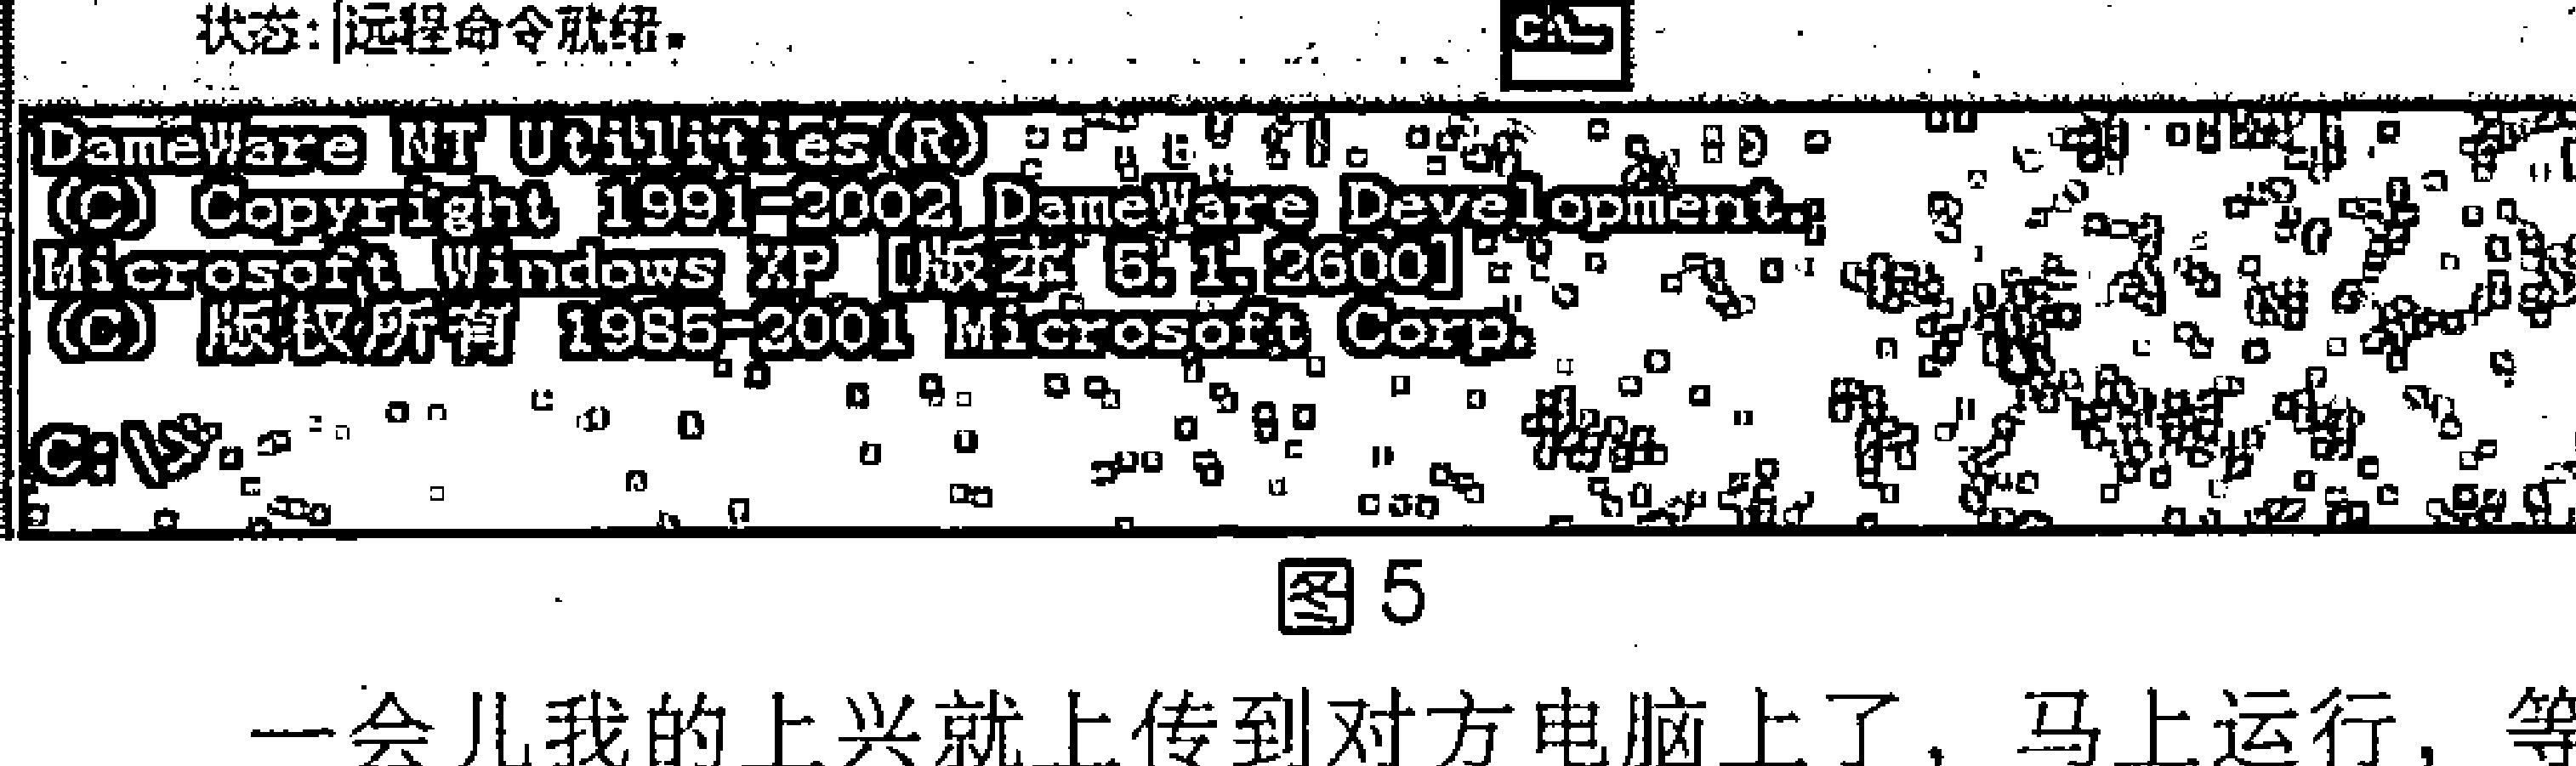 状态: 远程命令就绪。
C:\_
DameWare NT Utilities(R)
(C) Copyright 1991-2002 DameWare Development.
Microsoft Windows XP [版本 5.1.2600]
(C) 版权所有 1985-2001 Microsoft Corp.
C:\>
图 5
一会儿我的上兴就上传到对方电脑上了，马上运行，等